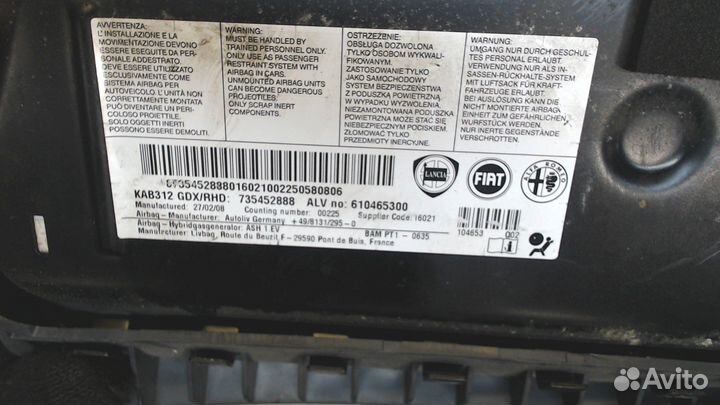 AVVERTENZA:
L'INSTALLAZIONE E LA
MOVIMENTAZIONE DEVONO
ESSERE ESEGUITE DA PER-
SONALE ADDESTRATO.
DEVE ESSERE UTILIZZATO
ESCLUSIVAMENTE COME
SISTEMA AIRBAG PER
AUTOVEICOLO. L'UNITÀ NON
CORRETTAMENTE MONTATA
PUÒ DIVENTARE UN PERI-
COLOSO PROIETTILE.
SOLO OGGETTI INERTI
POSSONO ESSERE DEMOLITI
WARNING:
MUST BE HANDLED BY
TRAINED PERSONNEL ONLY.
ONLY USE AS PASSENGER
RESTRAINT SYSTEM WITH
AIRBAG IN CARS.
UNMOUNTED AIRBAG UNITS
CAN BECOME DANGEROUS
PROJECTILES.
ONLY SCRAP INERT
COMPONENTS.
OSTRZEŻENIE:
OBSŁUGA DOZWOLONA
TYLKO OSOBOM WYKWALI-
FIKOWANYM.
ZASTOSOWANIE TYLKO
JAKO SAMOCHODOWY
SYSTEM BEZPIECZEŃSTWA
Z PODUSZKĄ POWIETRZNĄ.
W WYPADKU WYZWOLENIA,
NIEZAMONTOWANA PODUSZKA
POWIETRZNA MOŻE STAĆ SIĘ
NIEBEZPIECZNYM POCISKIEM.
ZŁOMOWAĆ TYLKO
PRZEDMIOTY INERCYJNE.
WARNUNG:
UMGANG NUR DURCH GESCHUL-
TES PERSONAL ERLAUBT.
VERWENDUNG NUR ALS IN-
SASSEN-RÜCKHALTE-SYSTEM
MIT LUFTSACK FÜR KRAFT-
FAHRZEUGE ERLAUBT.
BEI AUSLÖSUNG KANN DIE
NICHT MONTIERTE AIRBAG-
EINHEIT ZUM GEFÄHRLICHEN
WURFGESCHOSS WERDEN.
NUR INERTE GEGENSTÄNDE
VERSCHROTTEN.
LANCIA
FIAT
ALFA ROMEO
KAB312 GDX/RHD: 735452888 ALV no: 610465300
Manufactured: 27/02/08 Counting number: 00225 Supplier Code: 16021
Airbag - Manufacturer: Autoliv Germany +49/8131/295-0
Airbag - Hybridgasgenerator: ASH 1 EV BAM PT1 - 0635
Manufacturer: Livbag, Route du Beuzit F - 29590 Pont de Buis, France
104653 002
Avito